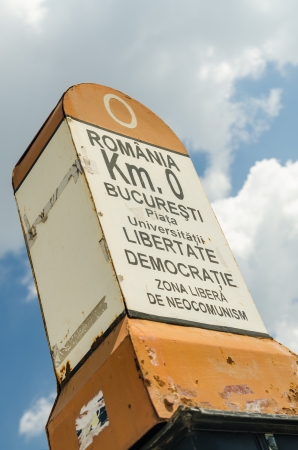 0
ROMÂNIA
Km. 0
BUCUREȘTI
Piața
Universității
LIBERTATE
DEMOCRAȚIE
ZONA LIBERĂ
DE NEOCOMUNISM